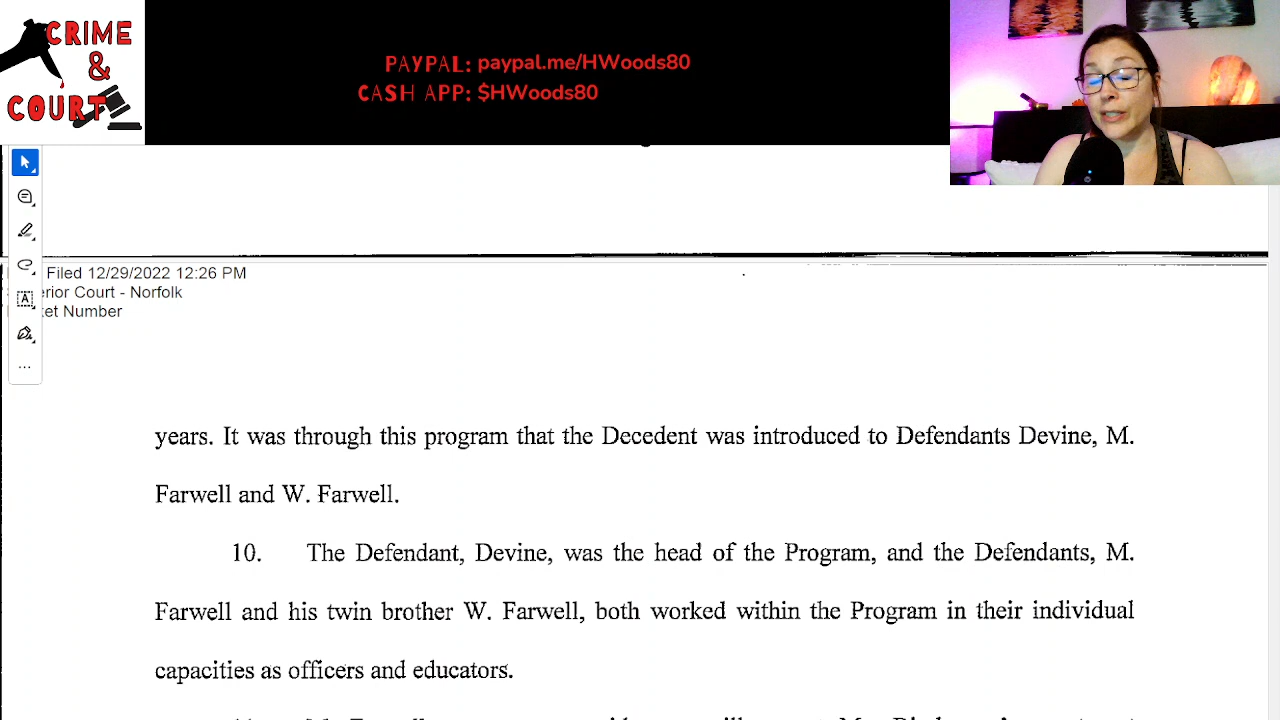 CRIME
&
COURT
PAYPAL: paypal.me/HWoods80
CASH APP: $HWoods80
Filed 12/29/2022 12:26 PM
erior Court - Norfolk
et Number
years. It was through this program that the Decedent was introduced to Defendants Devine, M.
Farwell and W. Farwell.
10. The Defendant, Devine, was the head of the Program, and the Defendants, M.
Farwell and his twin brother W. Farwell, both worked within the Program in their individual
capacities as officers and educators.